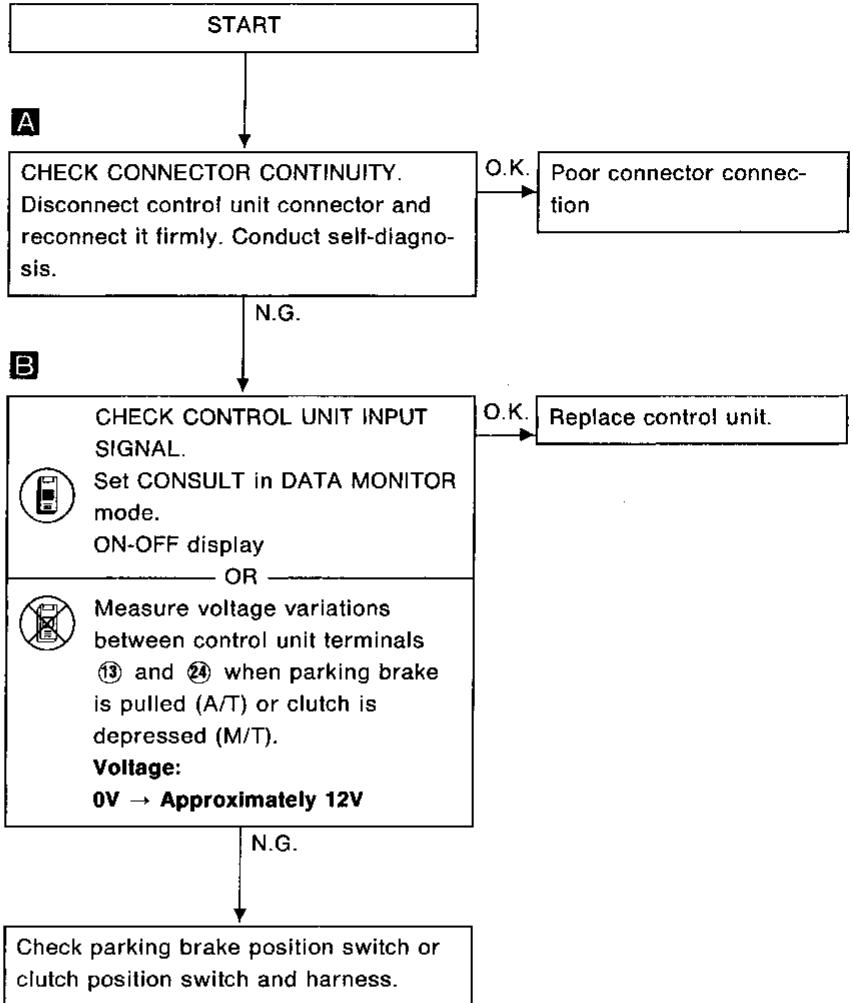 START
A
CHECK CONNECTOR CONTINUITY.
Disconnect control unit connector and
reconnect it firmly. Conduct self-diagno-
sis.
O.K.
Poor connector connec-
tion
N.G.
B
CHECK CONTROL UNIT INPUT
SIGNAL.
Set CONSULT in DATA MONITOR
mode.
ON-OFF display
O.K.
Replace control unit.
OR
Measure voltage variations
between control unit terminals
⑬ and ㉔ when parking brake
is pulled (A/T) or clutch is
depressed (M/T).
Voltage:
0V → Approximately 12V
N.G.
Check parking brake position switch or
clutch position switch and harness.